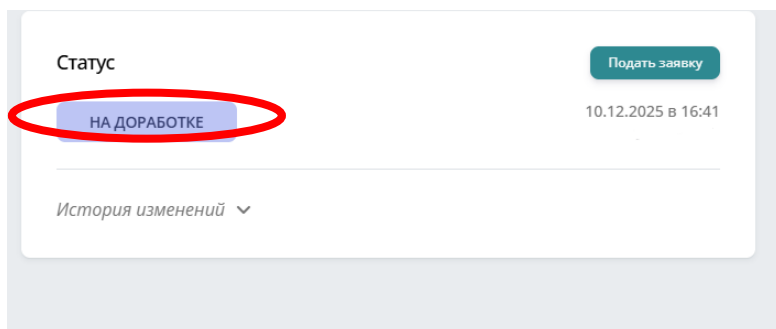 Статус
Подать заявку
НА ДОРАБОТКЕ
10.12.2025 в 16:41
История изменений